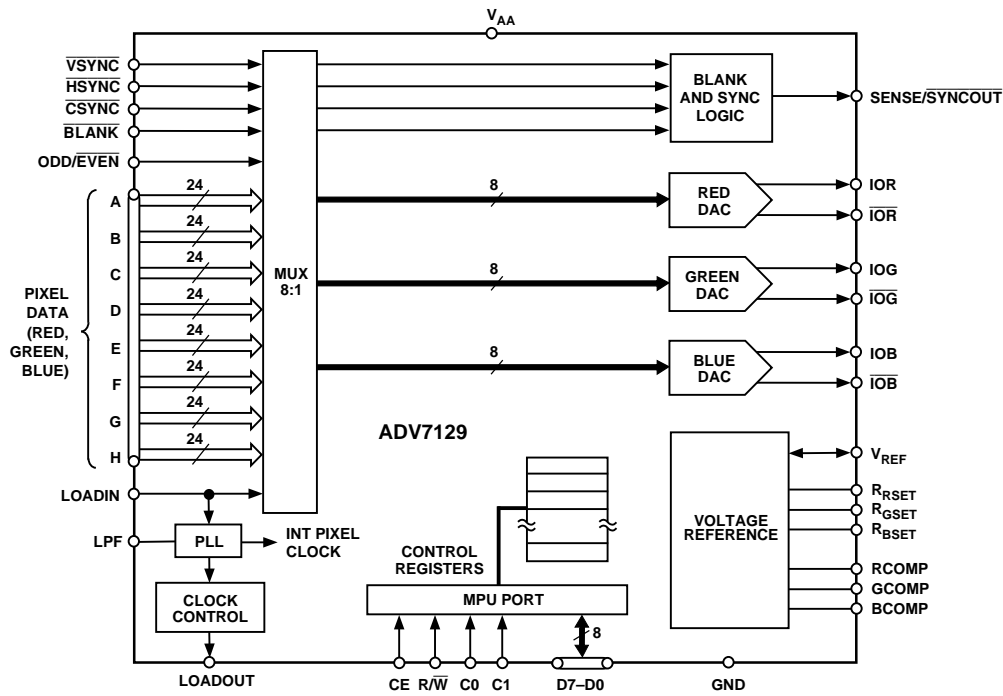 VAA
VSYNC
HSYNC
CSYNC
BLANK
ODD/EVEN
PIXEL
DATA
(RED,
GREEN,
BLUE)
A
24
B
24
C
24
D
24
E
24
F
24
G
24
H
24
LOADIN
LPF
PLL
INT PIXEL
CLOCK
CLOCK
CONTROL
LOADOUT
MUX
8:1
8
8
8
BLANK
AND SYNC
LOGIC
SENSE/SYNCOUT
RED
DAC
IOR
IOR
GREEN
DAC
IOG
IOG
BLUE
DAC
IOB
IOB
ADV7129
CONTROL
REGISTERS
MPU PORT
8
CE
R/W
C0
C1
D7–D0
VOLTAGE
REFERENCE
VREF
RRSET
RGSET
RBSET
RCOMP
GCOMP
BCOMP
GND